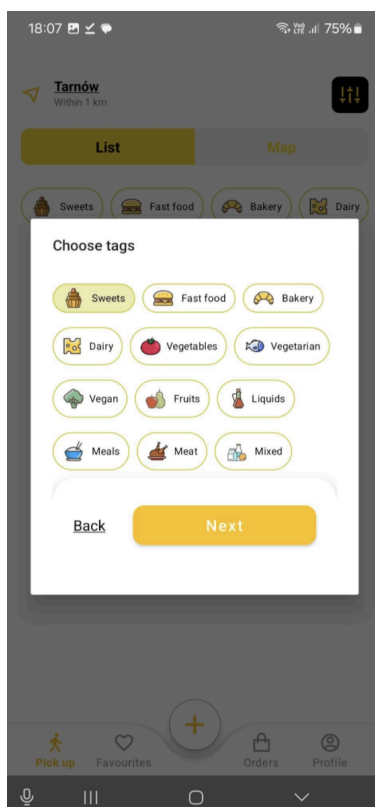 18:07 75%
Tarnów
Within 1 km
List Map
Sweets Fast food Bakery Dairy
Choose tags
Sweets Fast food Bakery
Dairy Vegetables Vegetarian
Vegan Fruits Liquids
Meals Meat Mixed
Back Next
Pick up Favourites Orders Profile